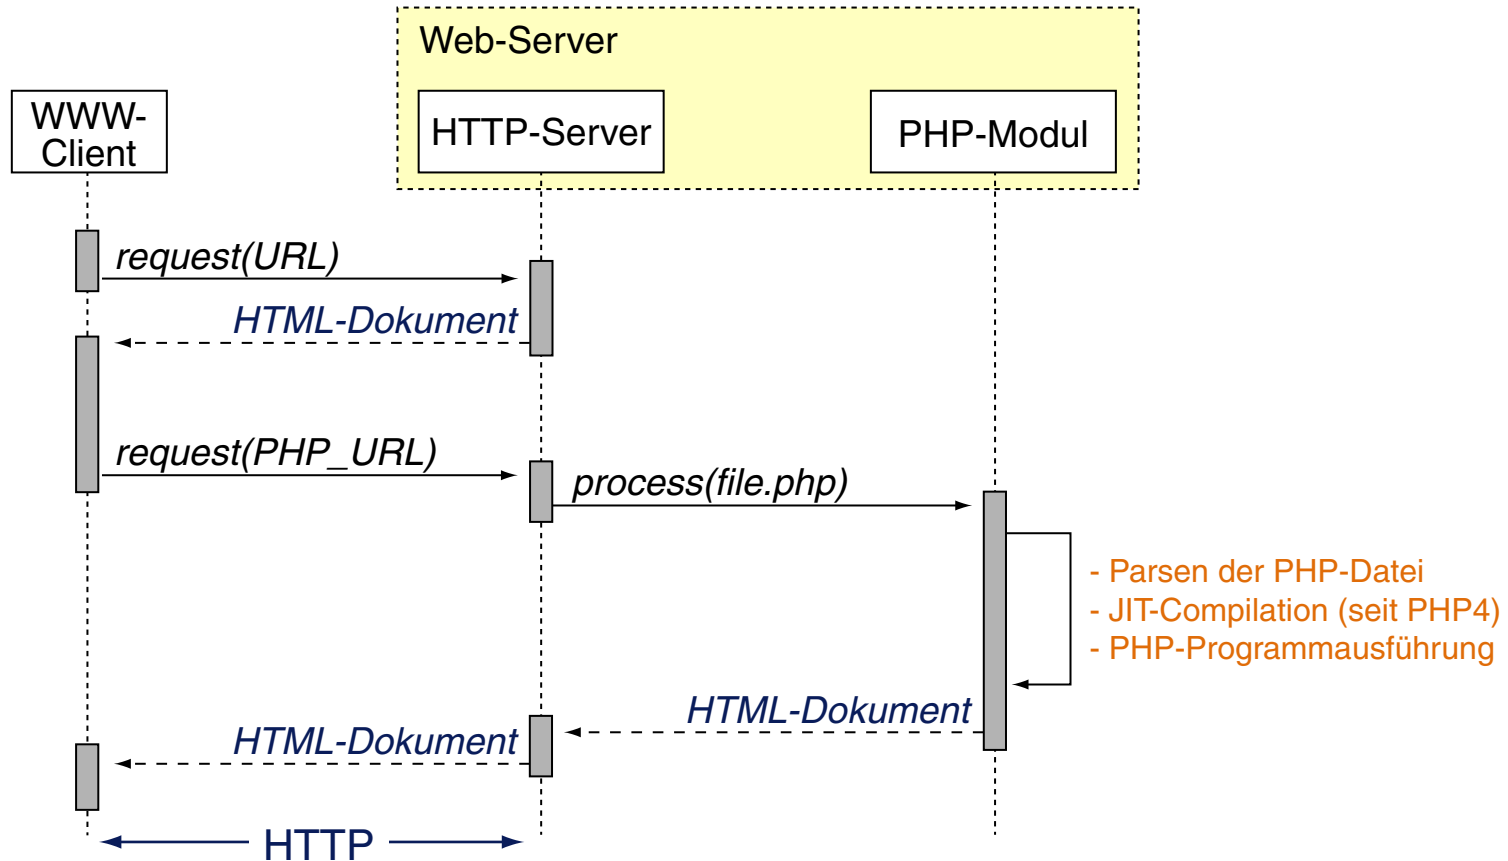 Web-Server
WWW-
Client
HTTP-Server
PHP-Modul
request(URL)
HTML-Dokument
request(PHP_URL)
process(file.php)
- Parsen der PHP-Datei
- JIT-Compilation (seit PHP4)
- PHP-Programmausführung
HTML-Dokument
HTML-Dokument
HTTP